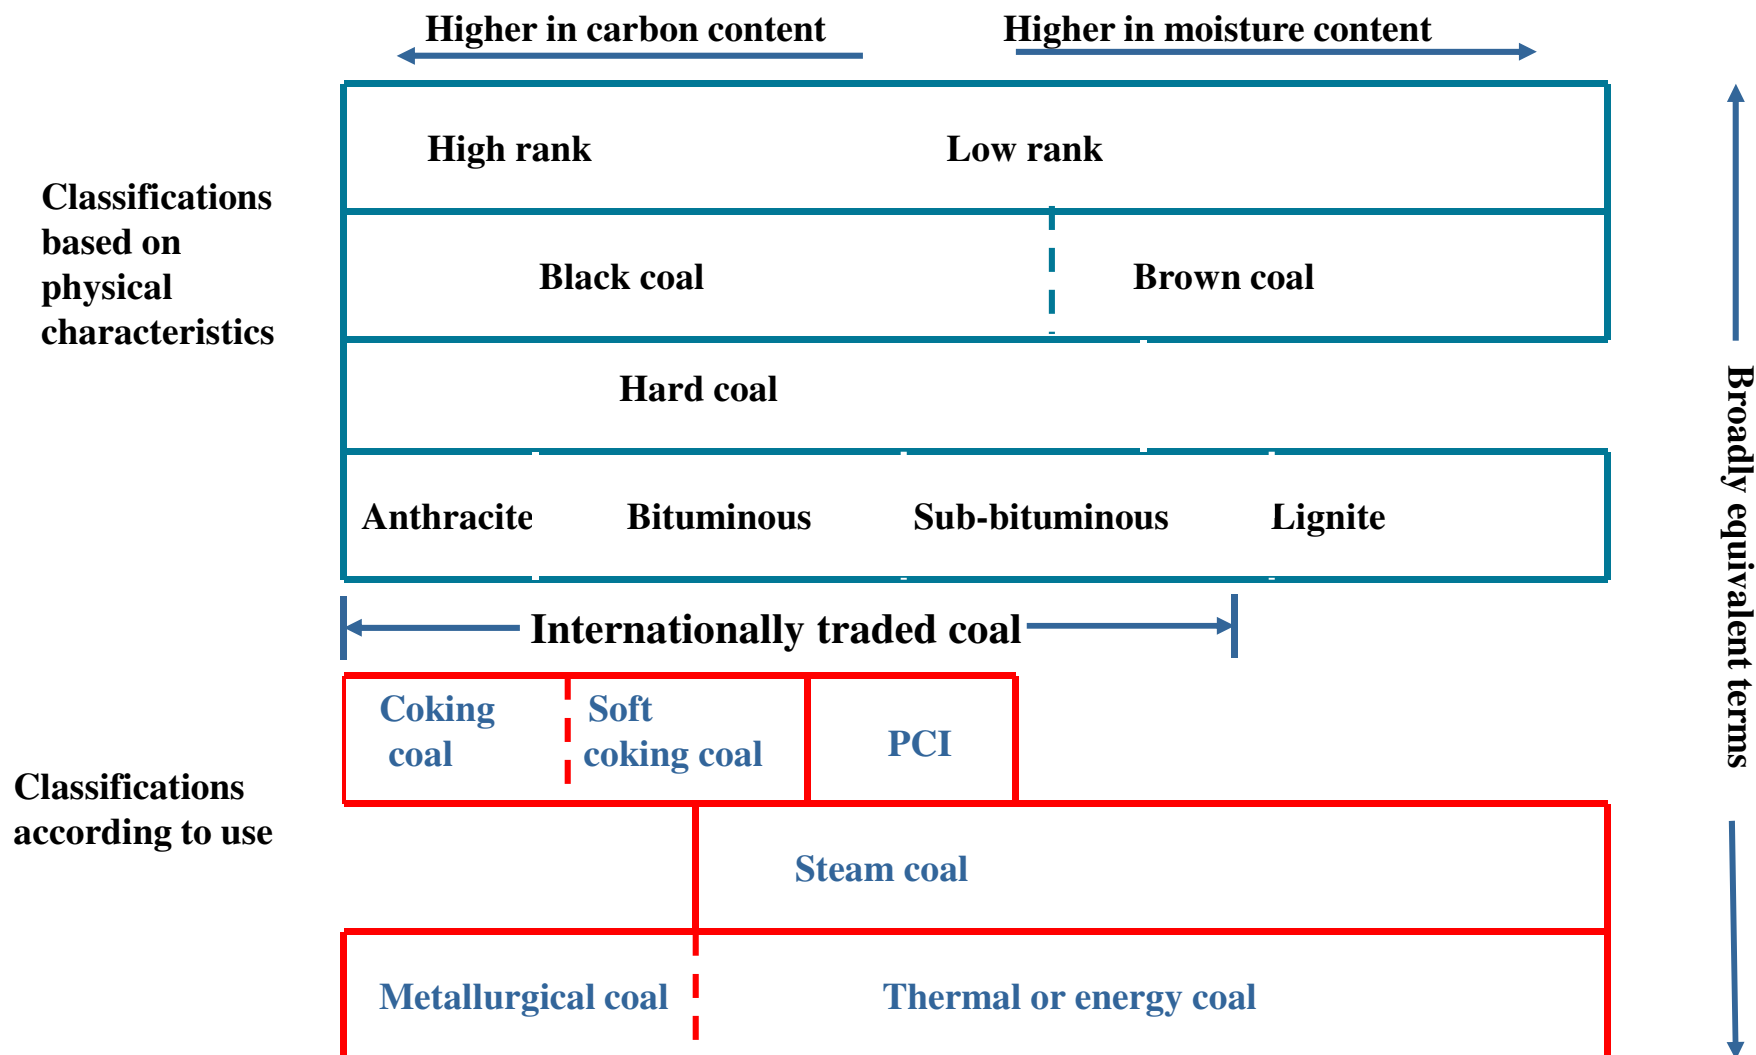 Higher in carbon content
Higher in moisture content
High rank
Low rank
Classifications
based on
physical
characteristics
Black coal
Brown coal
Hard coal
Anthracite
Bituminous
Sub-bituminous
Lignite
Broadly equivalent terms
Internationally traded coal
Coking
coal
Soft
coking coal
PCI
Classifications
according to use
Steam coal
Metallurgical coal
Thermal or energy coal